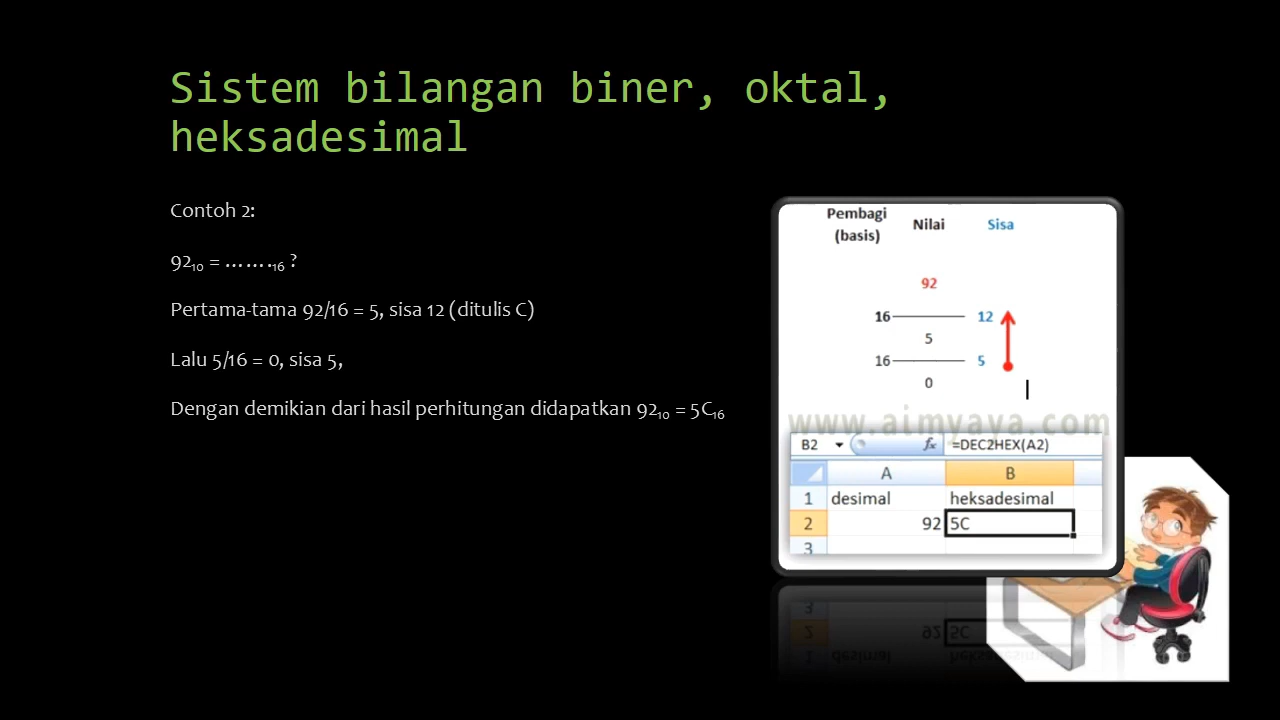 Sistem bilangan biner, oktal,
heksadesimal
Contoh 2:
92₁₀ = …….₁₆ ?
Pertama-tama 92/16 = 5, sisa 12 (ditulis C)
Lalu 5/16 = 0, sisa 5,
Dengan demikian dari hasil perhitungan didapatkan 92₁₀ = 5C₁₆
Pembagi
(basis) Nilai Sisa
92
16 12
5
16 5
0
www.aimyaya.com
B2 fx =DEC2HEX(A2)
A B
1 desimal heksadesimal
2 92 5C
3